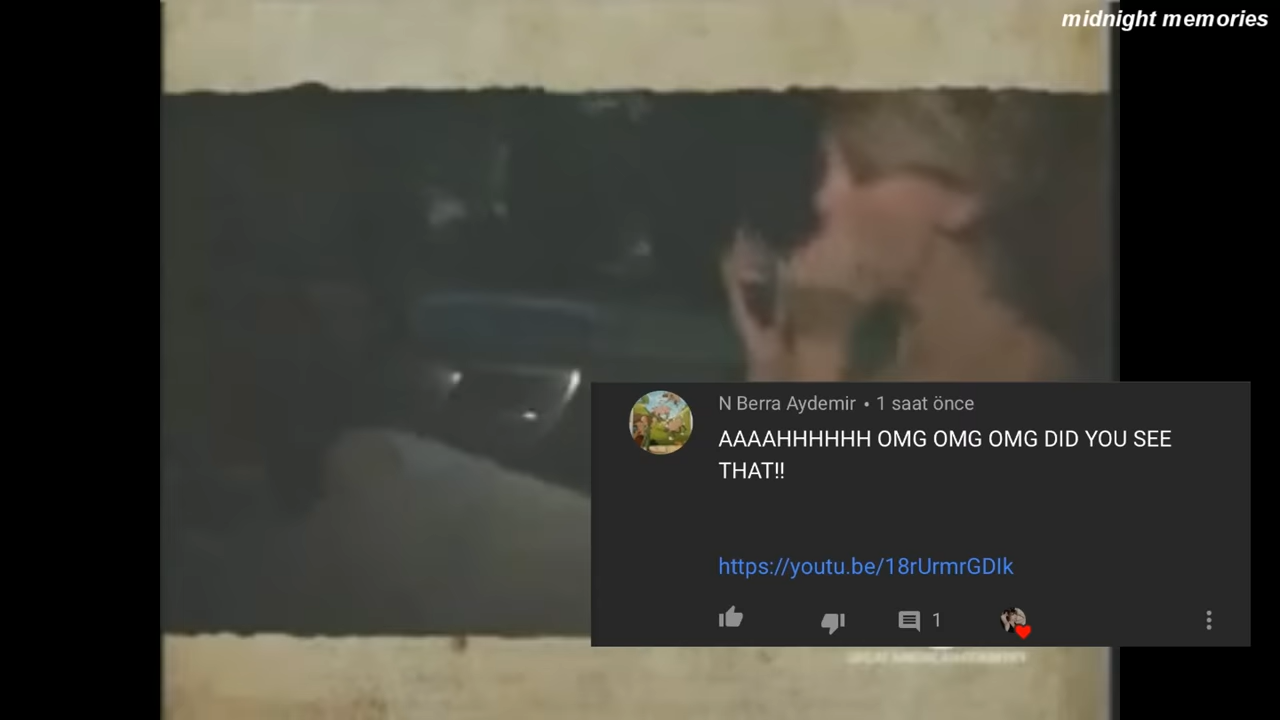 midnight memories
N Berra Aydemir • 1 saat önce
AAAAHHHHHH OMG OMG OMG DID YOU SEE
THAT!!
https://youtu.be/18rUrmrGDIk
1